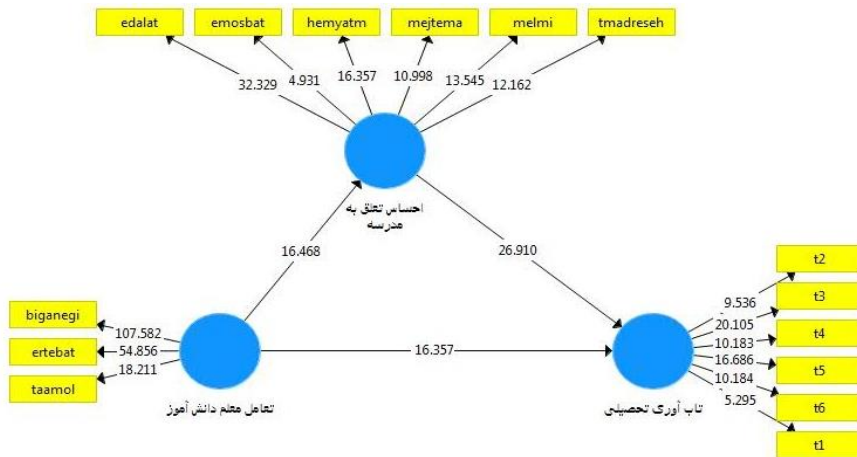 edalat
emosbat
hemyatm
mejtema
melmi
tmadreseh
32.329
4.931
16.357
10.998
13.545
12.162
احساس تعلق به
مدرسه
16.468
26.910
biganegi
ertebat
taamol
107.582
54.856
18.211
تعامل معلم دانش آموز
16.357
تاب آوری تحصیلی
9.536
20.105
10.183
16.686
10.184
5.295
t2
t3
t4
t5
t6
t1